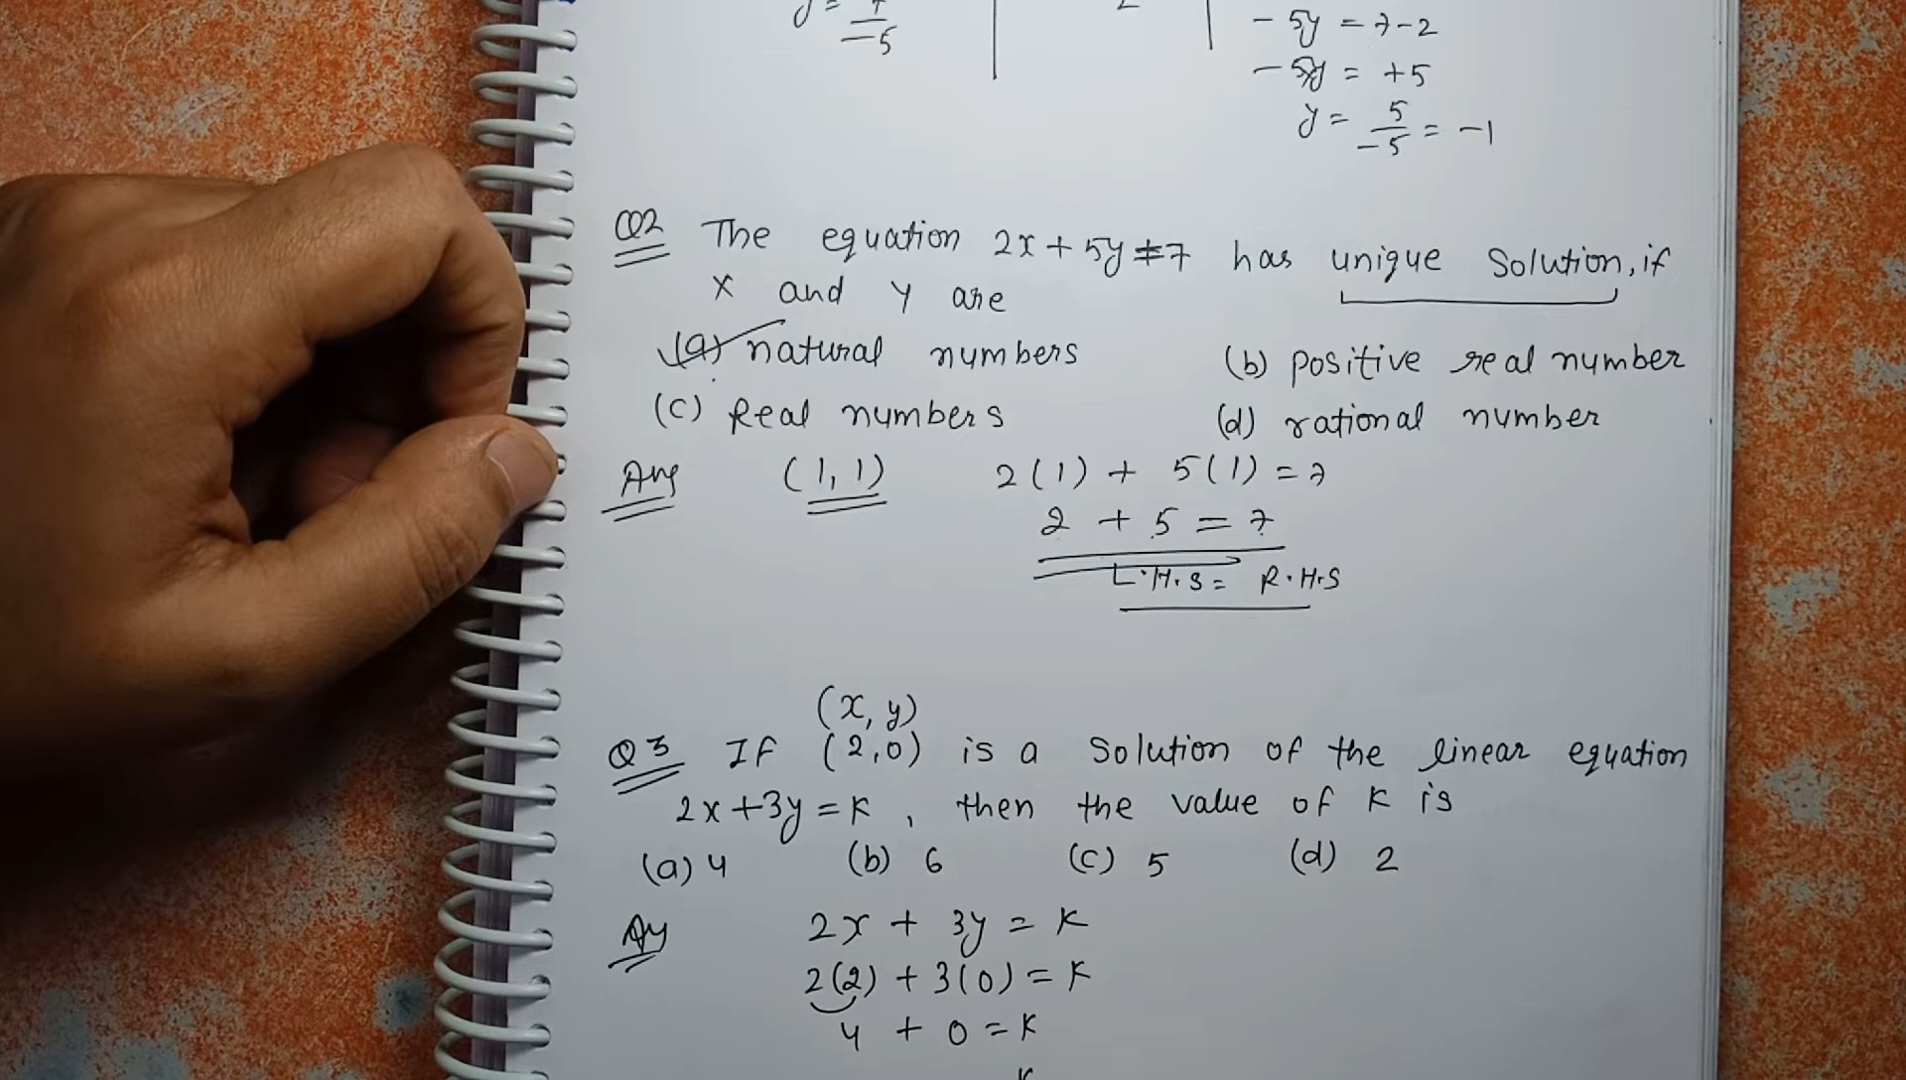 - 5y = 7-2
- 5y = +5
y = 5/-5 = -1
Q2 The equation 2x + 5y = 7 has unique solution, if
x and y are
(a) natural numbers (b) positive real number
(c) Real numbers (d) rational number
Ans (1, 1) 2(1) + 5(1) = 7
2 + 5 = 7
L.H.S = R.H.S
(x, y)
Q3 If (2,0) is a solution of the linear equation
2x+3y = K , then the value of K is
(a) 4 (b) 6 (c) 5 (d) 2
2x + 3y = K
2(2) + 3(0) = K
4 + 0 = K